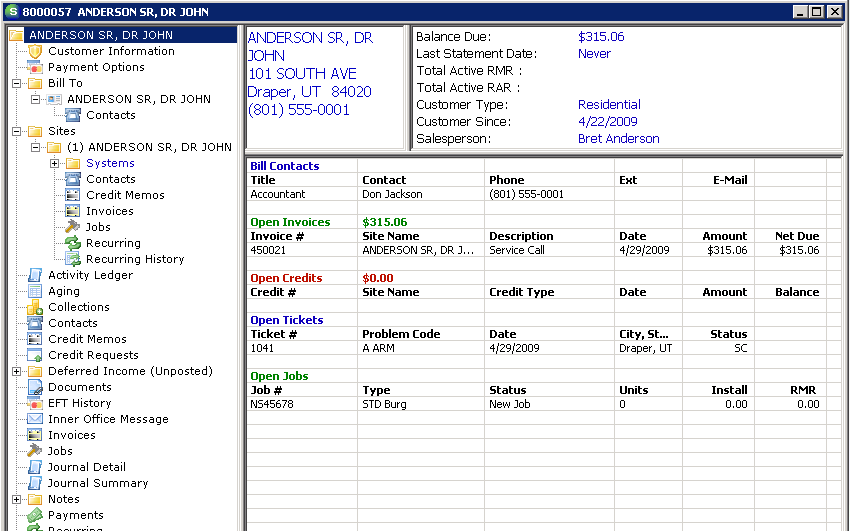 8000057 ANDERSON SR, DR JOHN
ANDERSON SR, DR JOHN
Customer Information
Payment Options
Bill To
ANDERSON SR, DR JOHN
Contacts
Sites
(1) ANDERSON SR, DR JOHN
Systems
Contacts
Credit Memos
Invoices
Jobs
Recurring
Recurring History
Activity Ledger
Aging
Collections
Contacts
Credit Memos
Credit Requests
Deferred Income (Unposted)
Documents
EFT History
Inner Office Message
Invoices
Jobs
Journal Detail
Journal Summary
Notes
Payments
Recurring
ANDERSON SR, DR
JOHN
101 SOUTH AVE
Draper, UT 84020
(801) 555-0001
Balance Due: $315.06
Last Statement Date: Never
Total Active RMR :
Total Active RAR :
Customer Type: Residential
Customer Since: 4/22/2009
Salesperson: Bret Anderson
Bill Contacts
Title Contact Phone Ext E-Mail
Accountant Don Jackson (801) 555-0001
Open Invoices $315.06
Invoice # Site Name Description Date Amount Net Due
450021 ANDERSON SR, DR J... Service Call 4/29/2009 $315.06 $315.06
Open Credits $0.00
Credit # Site Name Credit Type Date Amount Balance
Open Tickets
Ticket # Problem Code Date City, St... Status
1041 A ARM 4/29/2009 Draper, UT SC
Open Jobs
Job # Type Status Units Install RMR
NS45678 STD Burg New Job 0 0.00 0.00